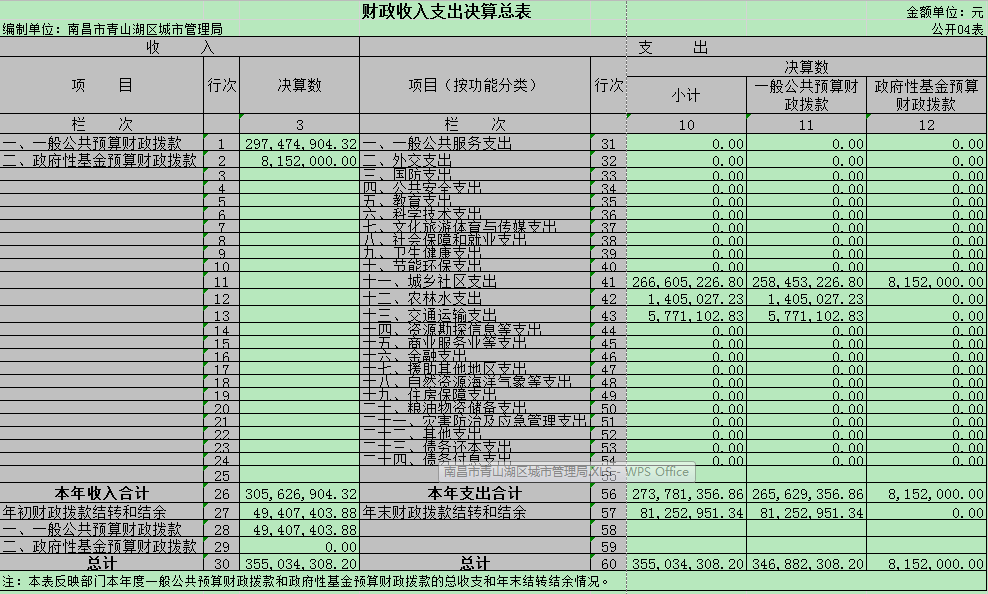 财政收入支出决算总表
金额单位：元
编制单位：南昌市青山湖区城市管理局 公开04表
收 入 支 出
项 目 行次 决算数 项目（按功能分类） 行次 决算数
小计 一般公共预算财政拨款 政府性基金预算财政拨款
栏 次 3 栏 次 10 11 12
一、一般公共预算财政拨款 1 297,474,904.32 一、一般公共服务支出 31 0.00 0.00 0.00
二、政府性基金预算财政拨款 2 8,152,000.00 二、外交支出 32 0.00 0.00 0.00
3 三、国防支出 33 0.00 0.00 0.00
4 四、公共安全支出 34 0.00 0.00 0.00
5 五、教育支出 35 0.00 0.00 0.00
6 六、科学技术支出 36 0.00 0.00 0.00
7 七、文化旅游体育与传媒支出 37 0.00 0.00 0.00
8 八、社会保障和就业支出 38 0.00 0.00 0.00
9 九、卫生健康支出 39 0.00 0.00 0.00
10 十、节能环保支出 40 0.00 0.00 0.00
11 十一、城乡社区支出 41 266,605,226.80 258,453,226.80 8,152,000.00
12 十二、农林水支出 42 1,405,027.23 1,405,027.23 0.00
13 十三、交通运输支出 43 5,771,102.83 5,771,102.83 0.00
14 十四、资源勘探信息等支出 44 0.00 0.00 0.00
15 十五、商业服务业等支出 45 0.00 0.00 0.00
16 十六、金融支出 46 0.00 0.00 0.00
17 十七、援助其他地区支出 47 0.00 0.00 0.00
18 十八、自然资源海洋气象等支出 48 0.00 0.00 0.00
19 十九、住房保障支出 49 0.00 0.00 0.00
20 二十、粮油物资储备支出 50 0.00 0.00 0.00
21 二十一、灾害防治及应急管理支出 51 0.00 0.00 0.00
22 二十二、其他支出 52 0.00 0.00 0.00
23 二十三、债务还本支出 53 0.00 0.00 0.00
24 二十四、债务付息支出 54 0.00 0.00 0.00
南昌市青山湖区城市管理局.XLS - WPS Office
25 55
本年收入合计 26 305,626,904.32 本年支出合计 56 273,781,356.86 265,629,356.86 8,152,000.00
年初财政拨款结转和结余 27 49,407,403.88 年末财政拨款结转和结余 57 81,252,951.34 81,252,951.34 0.00
一、一般公共预算财政拨款 28 49,407,403.88 58
二、政府性基金预算财政拨款 29 0.00 59
总计 30 355,034,308.20 总计 60 355,034,308.20 346,882,308.20 8,152,000.00
注：本表反映部门本年度一般公共预算财政拨款和政府性基金预算财政拨款的总收支和年末结转结余情况。